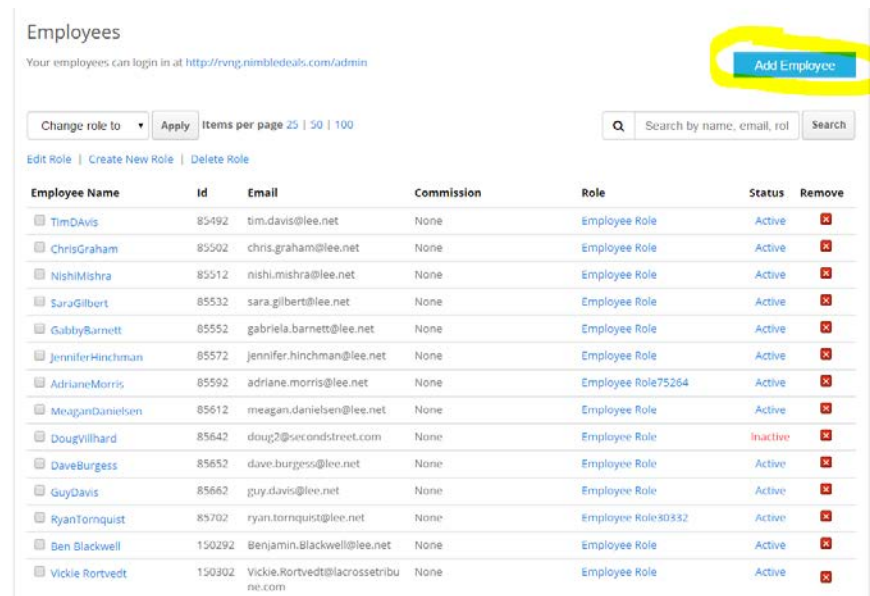 Employees
Your employees can login in at http://rvng.nimbledeals.com/admin
Add Employee
Change role to Apply Items per page 25 | 50 | 100 Search by name, email, rol Search
Edit Role | Create New Role | Delete Role
Employee Name Id Email Commission Role Status Remove
TimDAvis 85492 tim.davis@lee.net None Employee Role Active
ChrisGraham 85502 chris.graham@lee.net None Employee Role Active
NishiMishra 85512 nishi.mishra@lee.net None Employee Role Active
SaraGilbert 85532 sara.gilbert@lee.net None Employee Role Active
GabbyBarnett 85552 gabriela.barnett@lee.net None Employee Role Active
JenniferHinchman 85572 jennifer.hinchman@lee.net None Employee Role Active
AdrianeMorris 85592 adriane.morris@lee.net None Employee Role75264 Active
MeaganDanielsen 85612 meagan.danielsen@lee.net None Employee Role Active
DougVillhard 85642 doug2@secondstreet.com None Employee Role Inactive
DaveBurgess 85652 dave.burgess@lee.net None Employee Role Active
GuyDavis 85662 guy.davis@lee.net None Employee Role Active
RyanTornquist 85702 ryan.tornquist@lee.net None Employee Role30332 Active
Ben Blackwell 150292 Benjamin.Blackwell@lee.net None Employee Role Active
Vickie Rortvedt 150302 Vickie.Rortvedt@lacrossetribu None Employee Role Active
ne.com